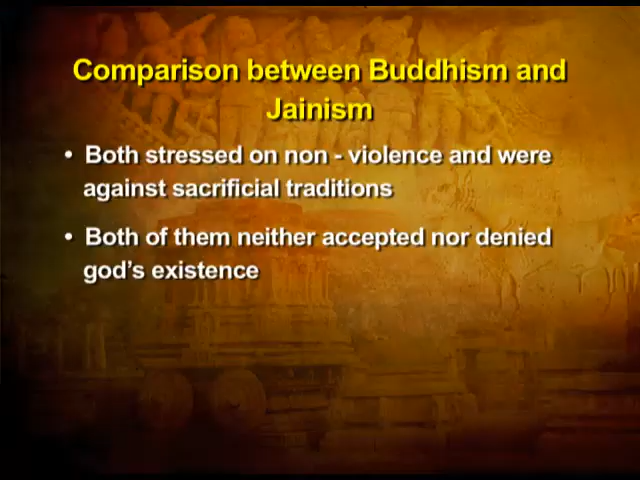 Comparison between Buddhism and
Jainism
• Both stressed on non - violence and were
against sacrificial traditions
• Both of them neither accepted nor denied
god's existence